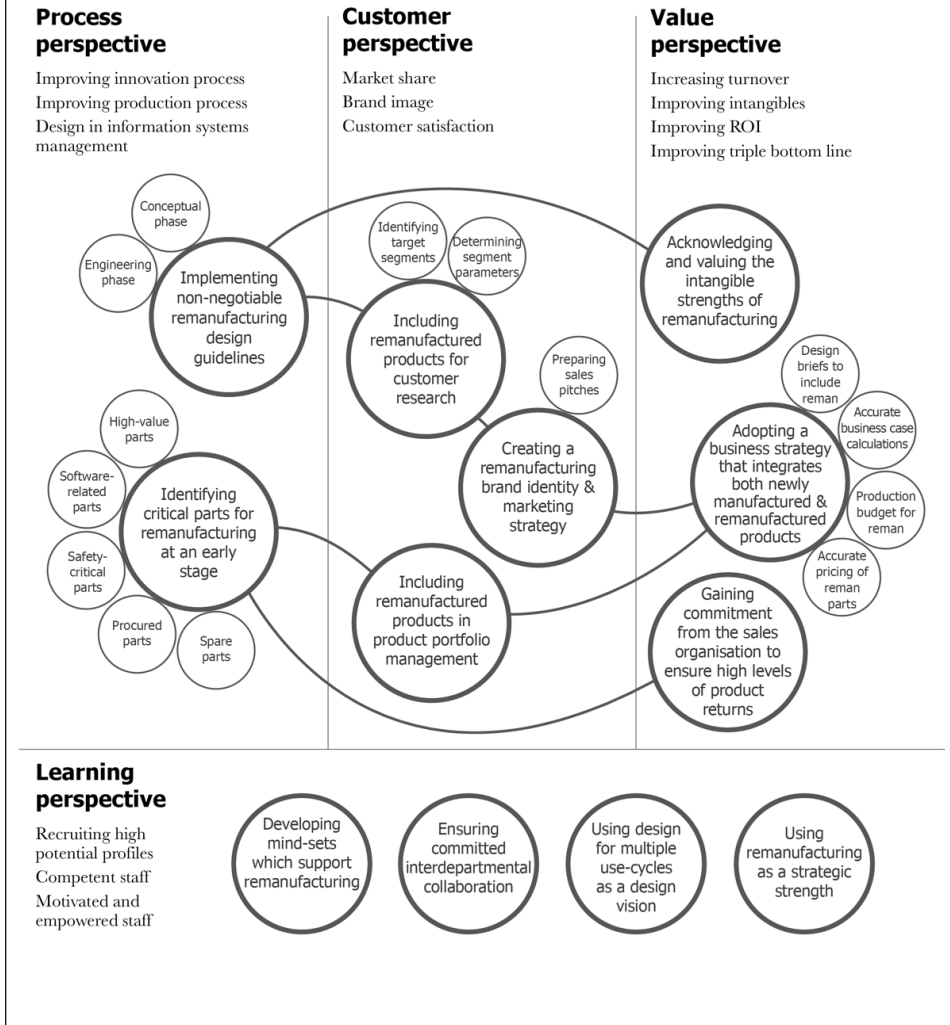 Process
perspective
Improving innovation process
Improving production process
Design in information systems
management
Customer
perspective
Market share
Brand image
Customer satisfaction
Value
perspective
Increasing turnover
Improving intangibles
Improving ROI
Improving triple bottom line
Conceptual
phase
Engineering
phase
Implementing
non-negotiable
remanufacturing
design
guidelines
High-value
parts
Software-
related
parts
Safety-
critical
parts
Procured
parts
Spare
parts
Identifying
critical parts for
remanufacturing
at an early
stage
Identifying
target
segments
Determining
segment
parameters
Including
remanufactured
products for
customer
research
Preparing
sales
pitches
Creating a
remanufacturing
brand identity &
marketing
strategy
Including
remanufactured
products in
product portfolio
management
Acknowledging
and valuing the
intangible
strengths of
remanufacturing
Design
briefs to
include
reman
Accurate
business case
calculations
Production
budget for
reman
Accurate
pricing of
reman
parts
Adopting a
business strategy
that integrates
both newly
manufactured &
remanufactured
products
Gaining
commitment
from the sales
organisation to
ensure high levels
of product
returns
Learning
perspective
Recruiting high
potential profiles
Competent staff
Motivated and
empowered staff
Developing
mind-sets
which support
remanufacturing
Ensuring
committed
interdepartmental
collaboration
Using design
for multiple
use-cycles
as a design
vision
Using
remanufacturing
as a strategic
strength